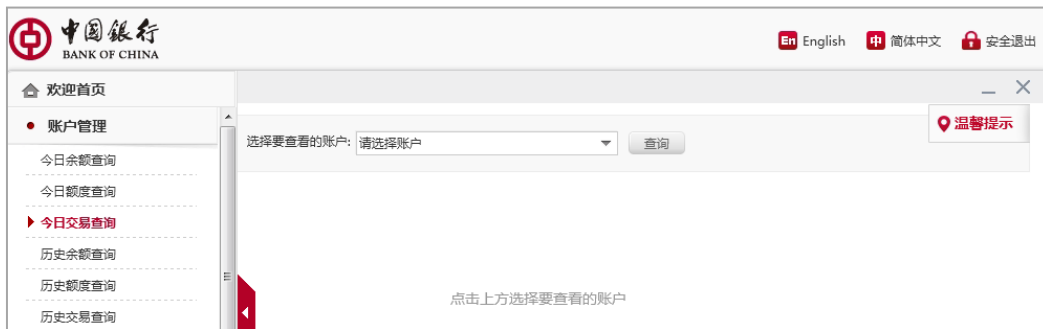 中国银行
BANK OF CHINA
En English 中 简体中文 安全退出
欢迎首页
账户管理
温馨提示
选择要查看的账户: 请选择账户 查询
今日余额查询
今日额度查询
今日交易查询
历史余额查询
历史额度查询
点击上方选择要查看的账户
历史交易查询